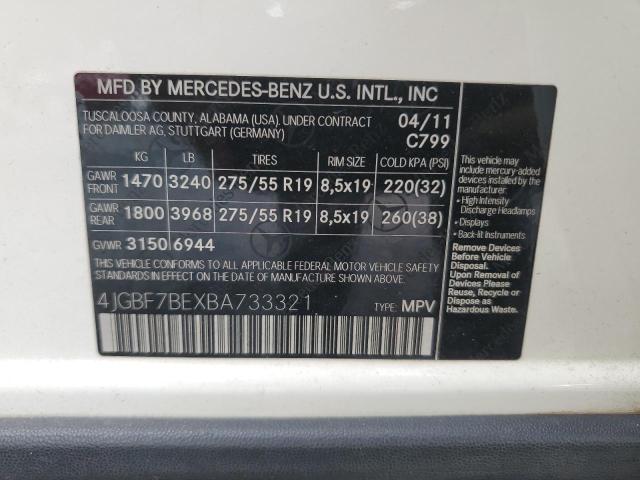 MFD BY MERCEDES-BENZ U.S. INTL., INC
TUSCALOOSA COUNTY, ALABAMA (USA). UNDER CONTRACT
FOR DAIMLER AG, STUTTGART (GERMANY)
04/11
C799
KG LB TIRES RIM SIZE COLD KPA (PSI)
GAWR FRONT 1470 3240 275/55 R19 8,5x19 220(32)
GAWR REAR 1800 3968 275/55 R19 8,5x19 260(38)
GVWR 3150 6944
THIS VEHICLE CONFORMS TO ALL APPLICABLE FEDERAL MOTOR VEHICLE SAFETY
STANDARDS IN EFFECT ON THE DATE OF MANUFACTURE SHOWN ABOVE.
4JGBF7BEXBA733321 TYPE: MPV
This vehicle may
include mercury-added
devices installed by the
manufacturer:
• High Intensity
Discharge Headlamps
• Displays
• Back-lit Instruments
Remove Devices
Before Vehicle
Disposal.
Upon Removal of
Devices Please
Reuse, Recycle or
Dispose as
Hazardous Waste.